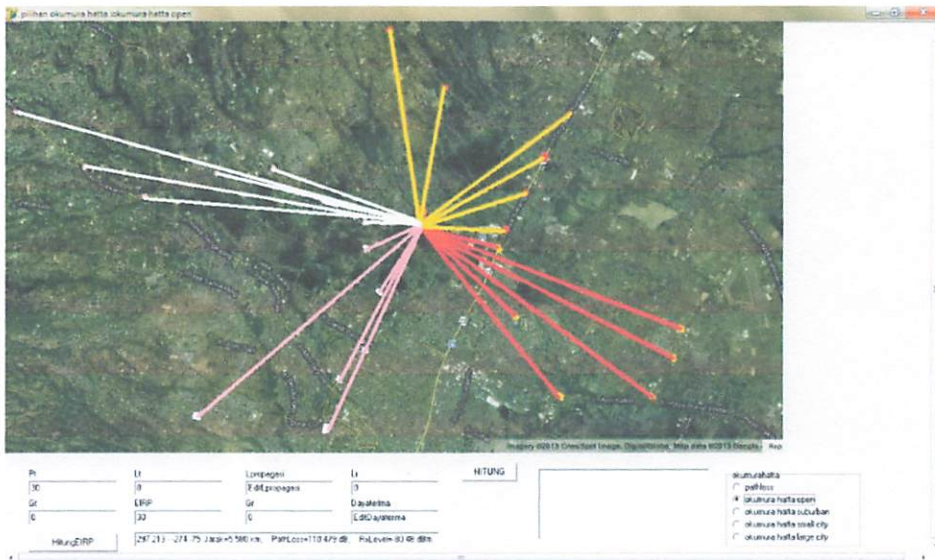 pilihan okumura hatta :okumura hatta open
Imagery ©2013 Cnes/Spot Image, DigitalGlobe, Map data ©2013 Google
Rep
Pt
30
Lt
0
Lpropagasi
EditLpropagasi
Lr
0
HITUNG
okumurahatta
pathloss
okumura hatta open
okumura hatta suburban
okumura hatta small city
okumura hatta large city
Gt
0
EIRP
30
Gr
0
Dayaterima
EditDayaterima
HitungEIRP